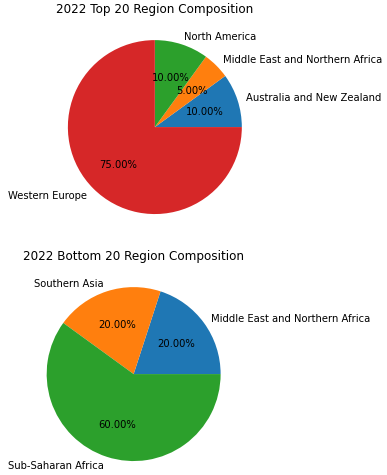 2022 Top 20 Region Composition
North America
Middle East and Northern Africa
10.00%
5.00%
Australia and New Zealand
10.00%
75.00%
Western Europe
2022 Bottom 20 Region Composition
Southern Asia
Middle East and Northern Africa
20.00%
20.00%
60.00%
Sub-Saharan Africa